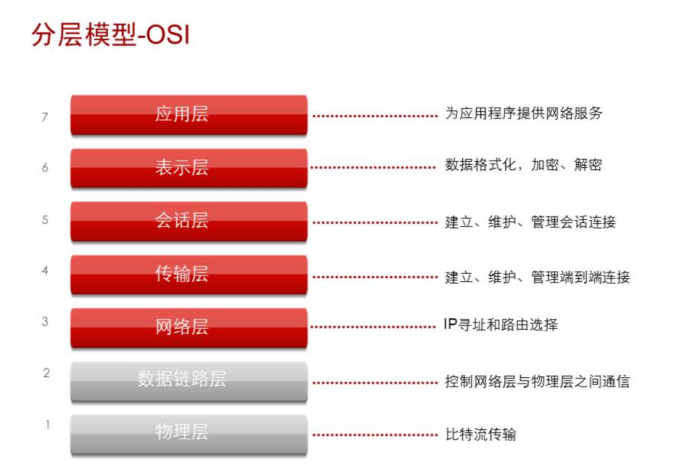 分层模型-OSI
7 应用层 为应用程序提供网络服务
6 表示层 数据格式化，加密、解密
5 会话层 建立、维护、管理会话连接
4 传输层 建立、维护、管理端到端连接
3 网络层 IP寻址和路由选择
2 数据链路层 控制网络层与物理层之间通信
1 物理层 比特流传输